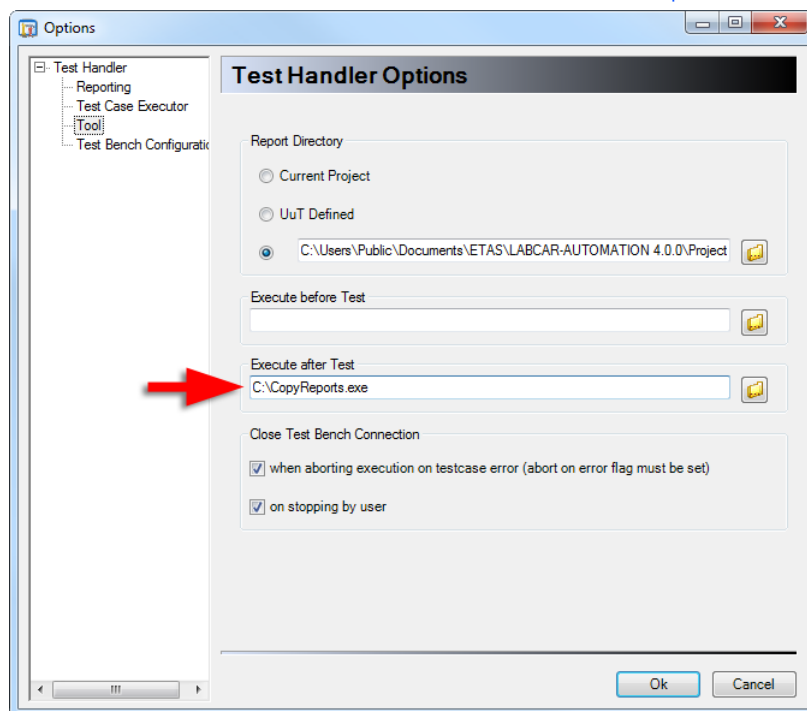 Options
Test Handler
Reporting
Test Case Executor
Tool
Test Bench Configuratic
Test Handler Options
Report Directory
Current Project
UuT Defined
C:\Users\Public\Documents\ETAS\LABCAR-AUTOMATION 4.0.0\Project
Execute before Test
Execute after Test
C:\CopyReports.exe
Close Test Bench Connection
when aborting execution on testcase error (abort on error flag must be set)
on stopping by user
Ok Cancel